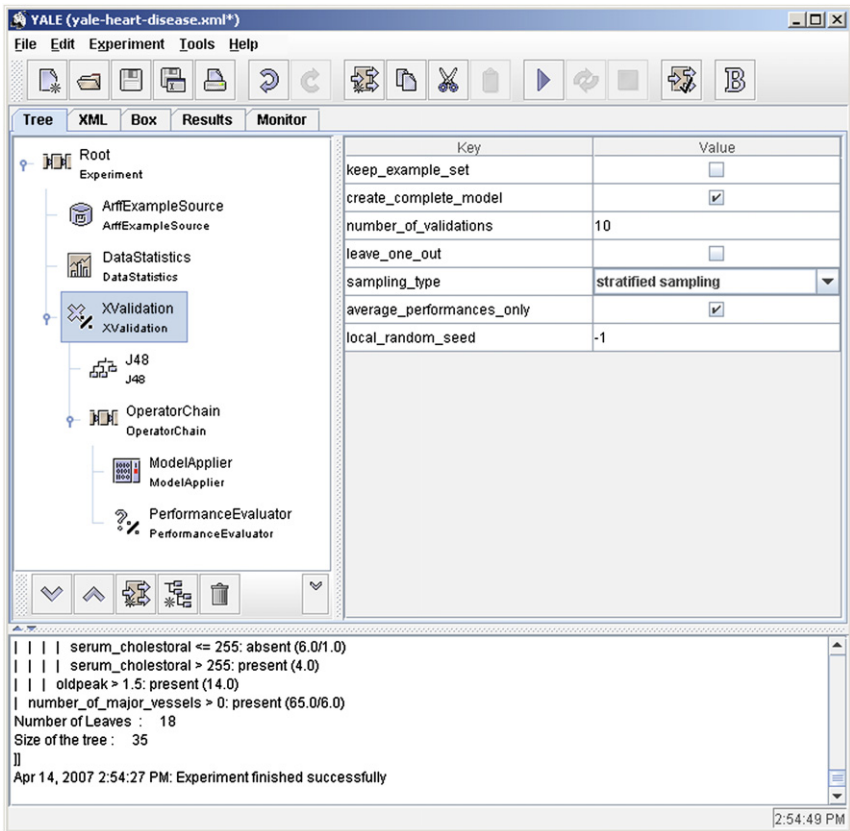 YALE (yale-heart-disease.xml*)
File Edit Experiment Tools Help
B
Tree XML Box Results Monitor
Root
Experiment
ArffExampleSource
ArffExampleSource
DataStatistics
DataStatistics
XValidation
XValidation
J48
J48
OperatorChain
OperatorChain
ModelApplier
ModelApplier
PerformanceEvaluator
PerformanceEvaluator
Key Value
keep_example_set
create_complete_model
number_of_validations 10
leave_one_out
sampling_type stratified sampling
average_performances_only
local_random_seed -1
| | | | serum_cholestoral <= 255: absent (6.0/1.0)
| | | | serum_cholestoral > 255: present (4.0)
| | | oldpeak > 1.5: present (14.0)
| number_of_major_vessels > 0: present (65.0/6.0)
Number of Leaves : 18
Size of the tree : 35
]]
Apr 14, 2007 2:54:27 PM: Experiment finished successfully
2:54:49 PM